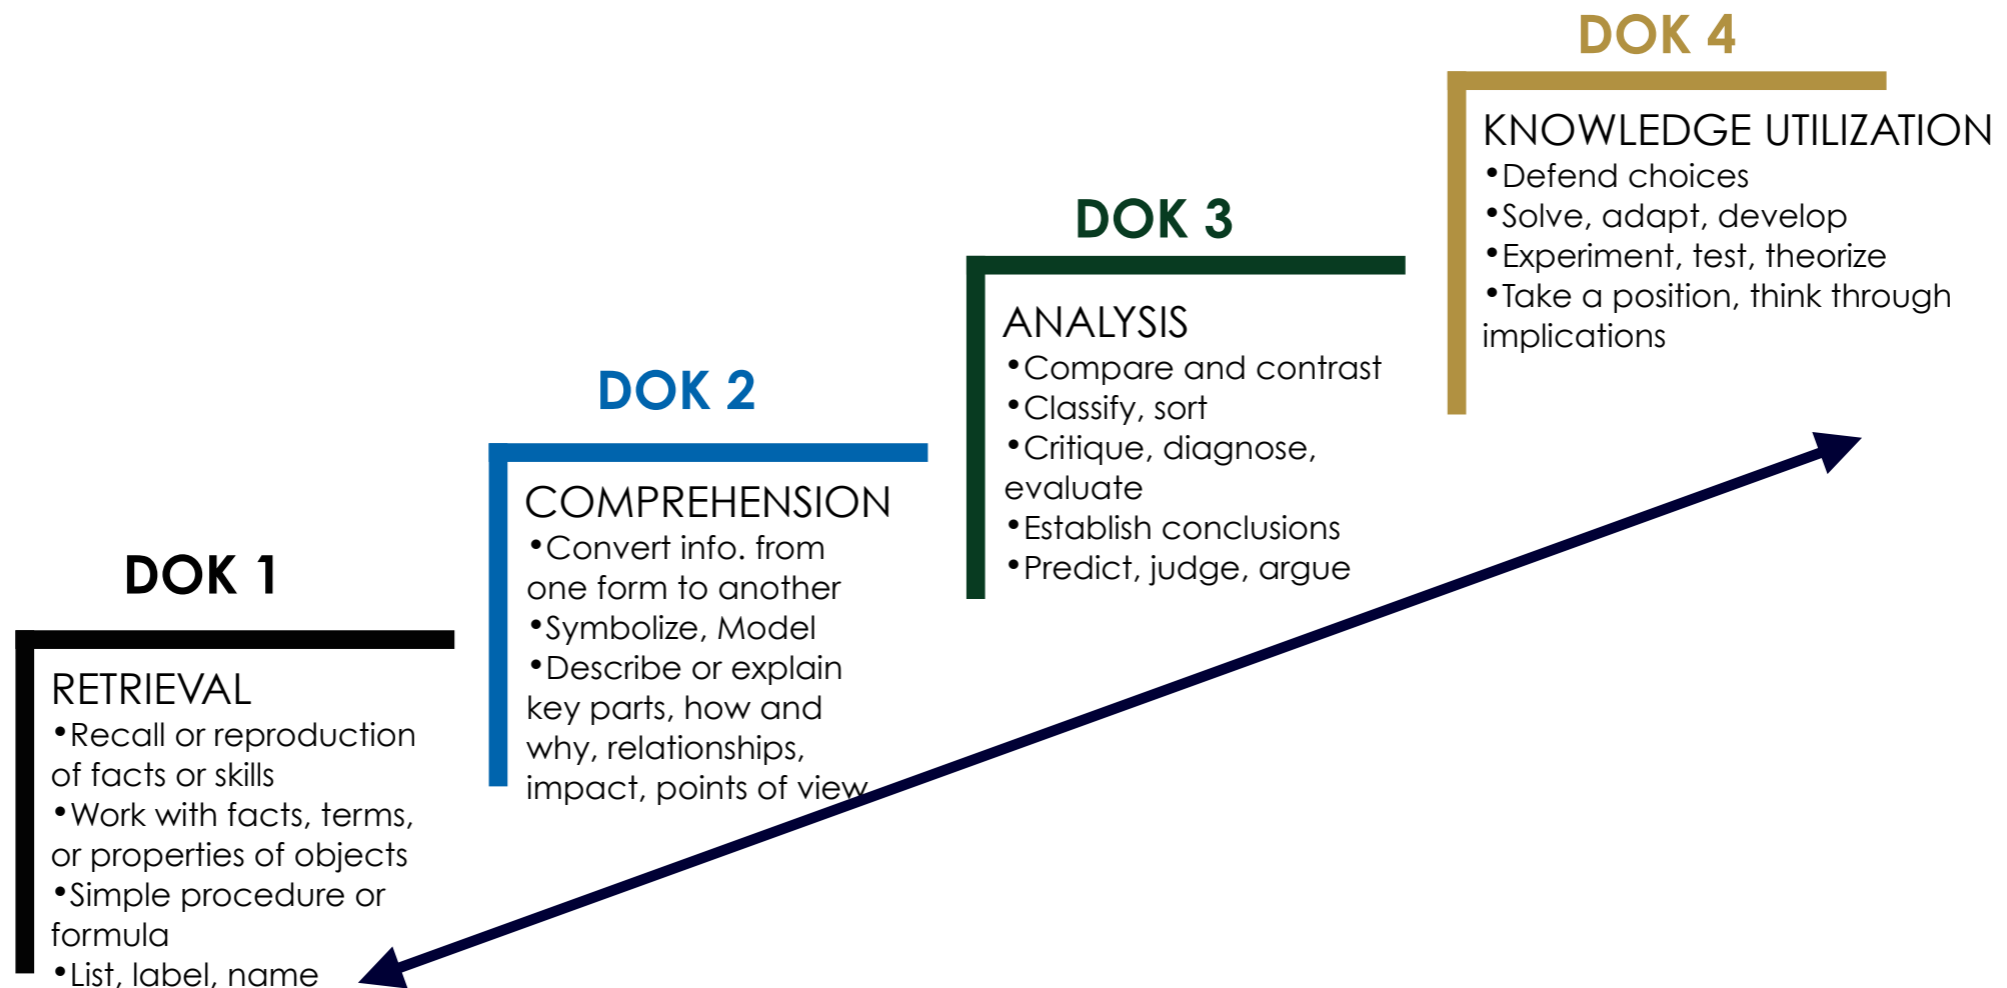 DOK 1
RETRIEVAL
•Recall or reproduction
of facts or skills
•Work with facts, terms,
or properties of objects
•Simple procedure or
formula
•List, label, name
DOK 2
COMPREHENSION
•Convert info. from
one form to another
•Symbolize, Model
•Describe or explain
key parts, how and
why, relationships,
impact, points of view
DOK 3
ANALYSIS
•Compare and contrast
•Classify, sort
•Critique, diagnose,
evaluate
•Establish conclusions
•Predict, judge, argue
DOK 4
KNOWLEDGE UTILIZATION
•Defend choices
•Solve, adapt, develop
•Experiment, test, theorize
•Take a position, think through
implications